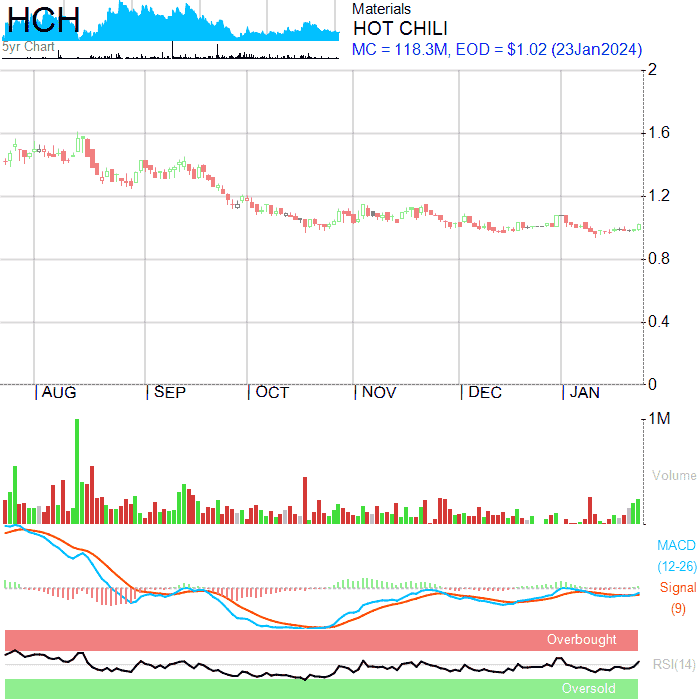 HCH
5yr Chart
Materials
HOT CHILI
MC = 118.3M, EOD = $1.02 (23Jan2024)
2
1.6
1.2
0.8
0.4
0
AUG SEP OCT NOV DEC JAN
1M
Volume
MACD
(12-26)
Signal
(9)
Overbought
RSI(14)
Oversold